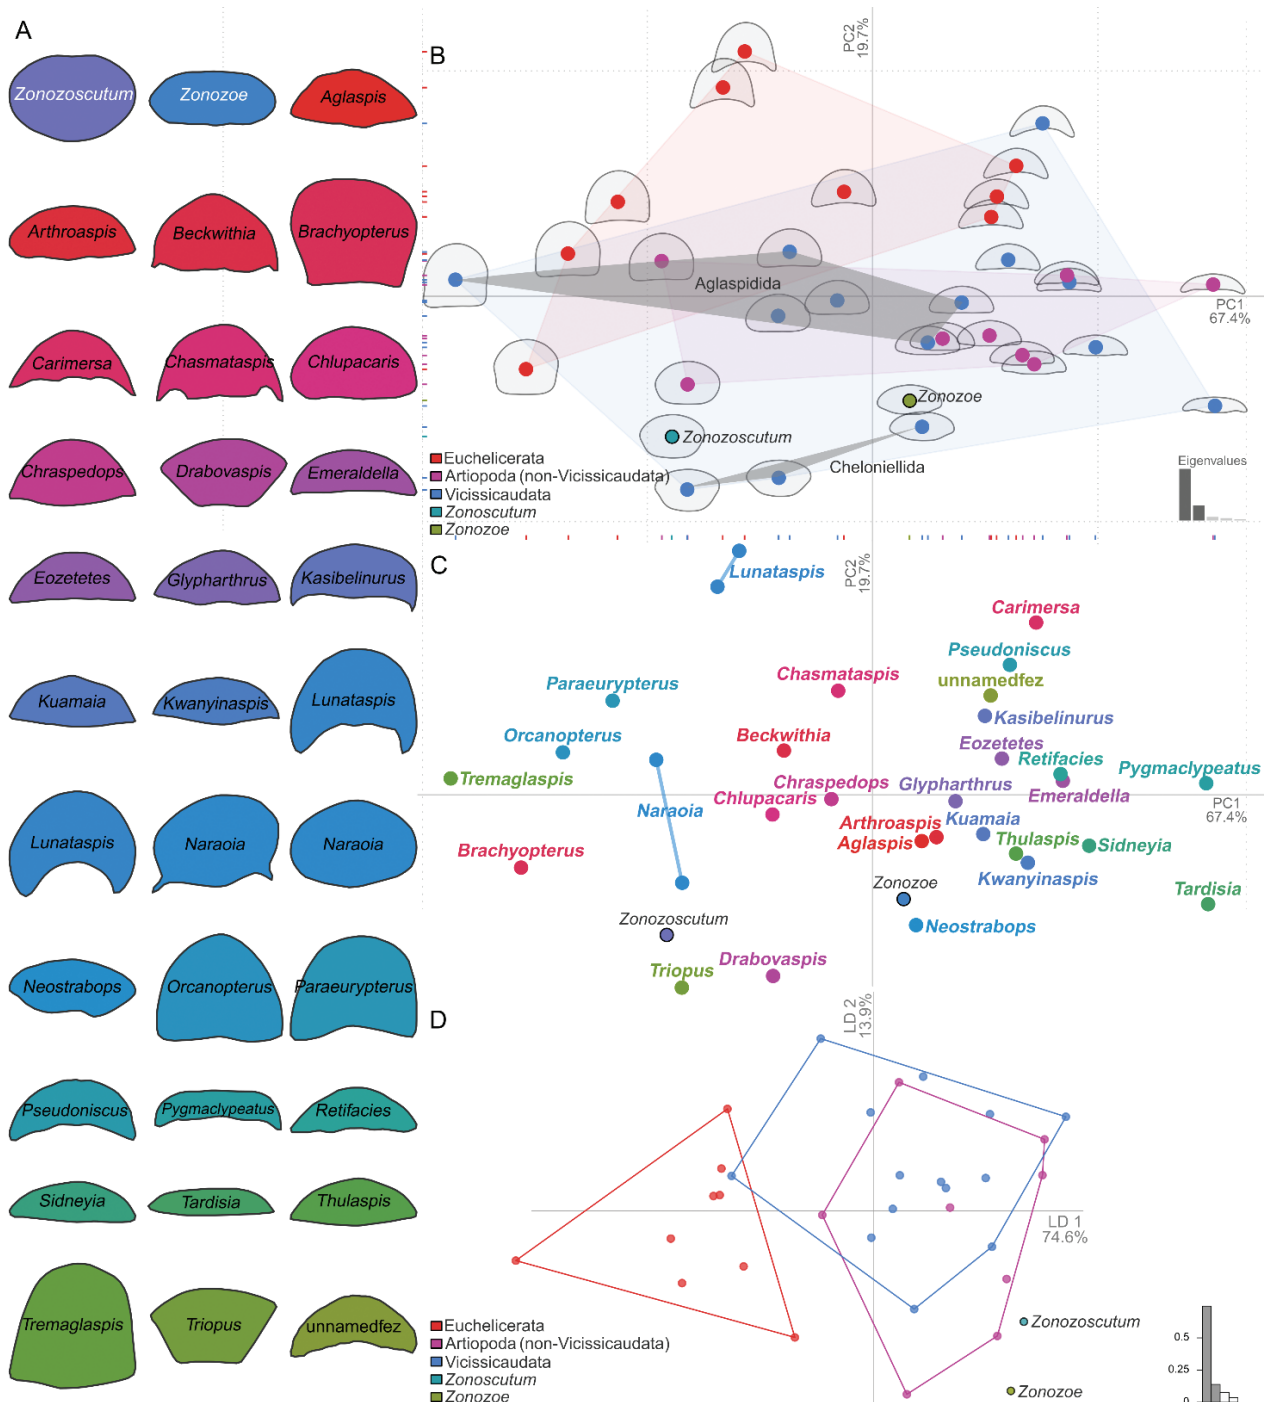 A
Zonozoscutum
Zonozoe
Aglaspis
Arthroaspis
Beckwithia
Brachyopterus
Carimersa
Chasmataspis
Chlupacaris
Chraspedops
Drabovaspis
Emeraldella
Eozetetes
Glypharthrus
Kasibelinurus
Kuamaia
Kwanyinaspis
Lunataspis
Lunataspis
Naraoia
Naraoia
Neostrabops
Orcanopterus
Paraeurypterus
Pseudoniscus
Pygmaclypeatus
Retifacies
Sidneyia
Tardisia
Thulaspis
Tremaglaspis
Triopus
unnamedfez
B
PC2
19.7%
Aglaspidida
PC1
67.4%
Zonozoe
Zonozoscutum
Cheloniellida
Euchelicerata
Artiopoda (non-Vicissicaudata)
Vicissicaudata
Zonoscutum
Zonozoe
Eigenvalues
C
PC2
19.7%
Lunataspis
Carimersa
Pseudoniscus
Chasmataspis
unnamedfez
Paraeurypterus
Kasibelinurus
Orcanopterus
Beckwithia
Eozetetes
Retifacies
Pygmaclypeatus
Tremaglaspis
Chraspedops
Glypharthrus
Emeraldella
Chlupacaris
PC1
67.4%
Naraoia
Arthroaspis
Kuamaia
Aglaspis
Thulaspis
Sidneyia
Brachyopterus
Kwanyinaspis
Zonozoe
Tardisia
Zonozoscutum
Neostrabops
Triopus
Drabovaspis
D
LD 2
13.9%
LD 1
74.6%
Euchelicerata
Artiopoda (non-Vicissicaudata)
Vicissicaudata
Zonoscutum
Zonozoe
Zonozoscutum
Zonozoe
0.5
0.25
0